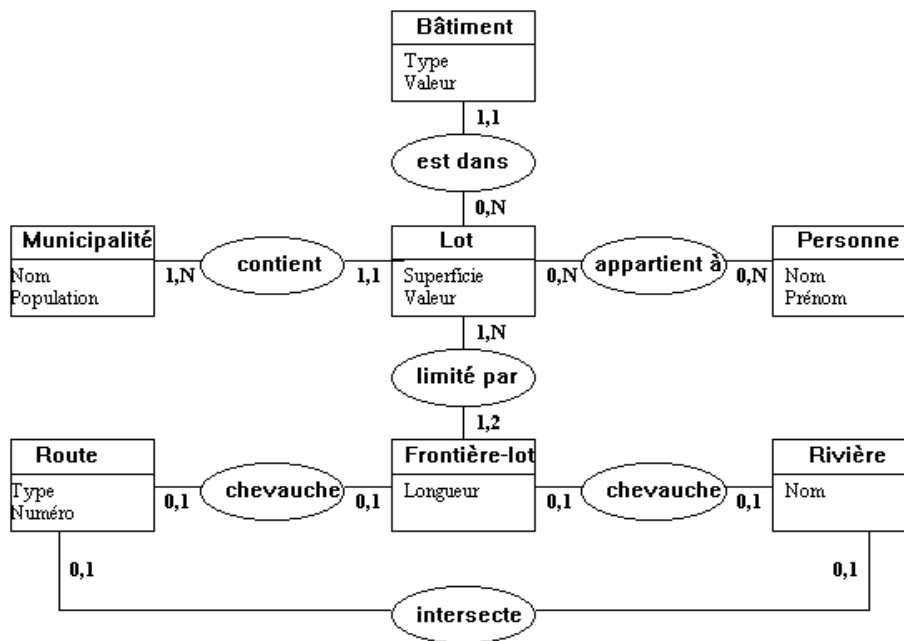 Bâtiment
Type
Valeur
1,1
est dans
0,N
Municipalité
Nom
Population
1,N
contient
1,1
Lot
Superficie
Valeur
0,N
appartient à
0,N
Personne
Nom
Prénom
1,N
limité par
1,2
Route
Type
Numéro
0,1
chevauche
0,1
Frontière-lot
Longueur
0,1
chevauche
0,1
Rivière
Nom
0,1
0,1
intersecte